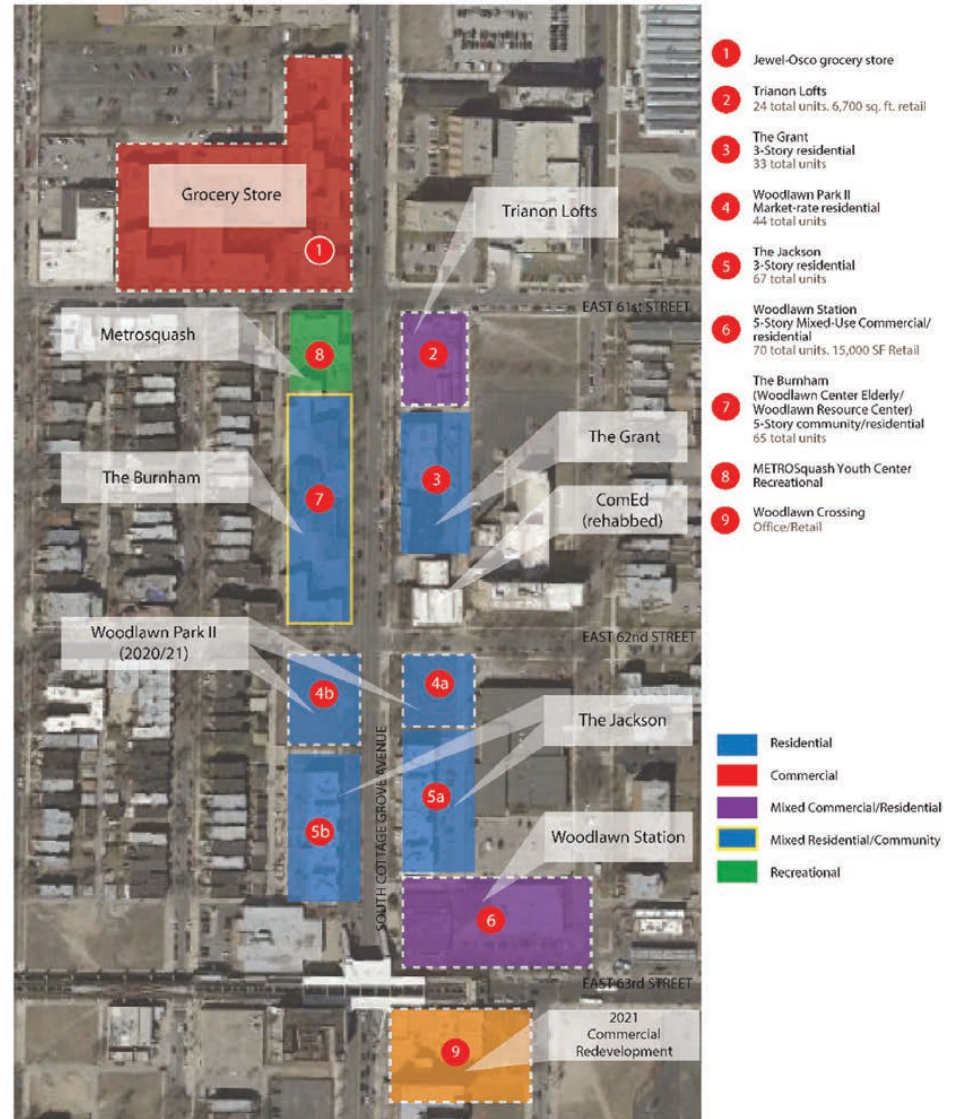 Grocery Store
1
Trianon Lofts
EAST 61st STREET
Metrosquash
8
2
The Grant
3
The Burnham
7
ComEd
(rehabbed)
Woodlawn Park II
(2020/21)
EAST 62nd STREET
4b
4a
The Jackson
SOUTH COTTAGE GROVE AVENUE
5a
5b
Woodlawn Station
6
EAST 63rd STREET
2021
Commercial
Redevelopment
9
1 Jewel-Osco grocery store
2 Trianon Lofts
24 total units. 6,700 sq. ft. retail
3 The Grant
3-Story residential
33 total units
4 Woodlawn Park II
Market-rate residential
44 total units
5 The Jackson
3-Story residential
67 total units
6 Woodlawn Station
5-Story Mixed-Use Commercial/
residential
70 total units. 15,000 SF Retail
7 The Burnham
(Woodlawn Center Elderly/
Woodlawn Resource Center)
5-Story community/residential
65 total units
8 METROSquash Youth Center
Recreational
9 Woodlawn Crossing
Office/Retail
Residential
Commercial
Mixed Commercial/Residential
Mixed Residential/Community
Recreational